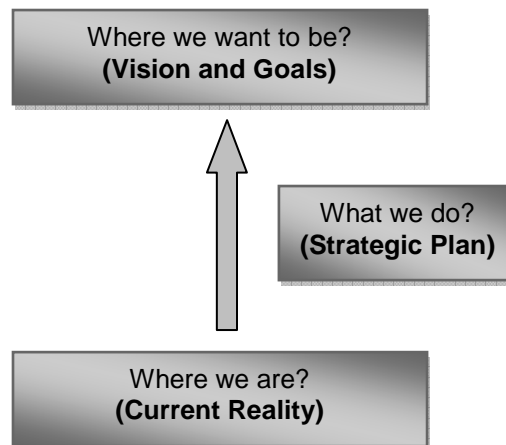 Where we want to be?
(Vision and Goals)
What we do?
(Strategic Plan)
Where we are?
(Current Reality)